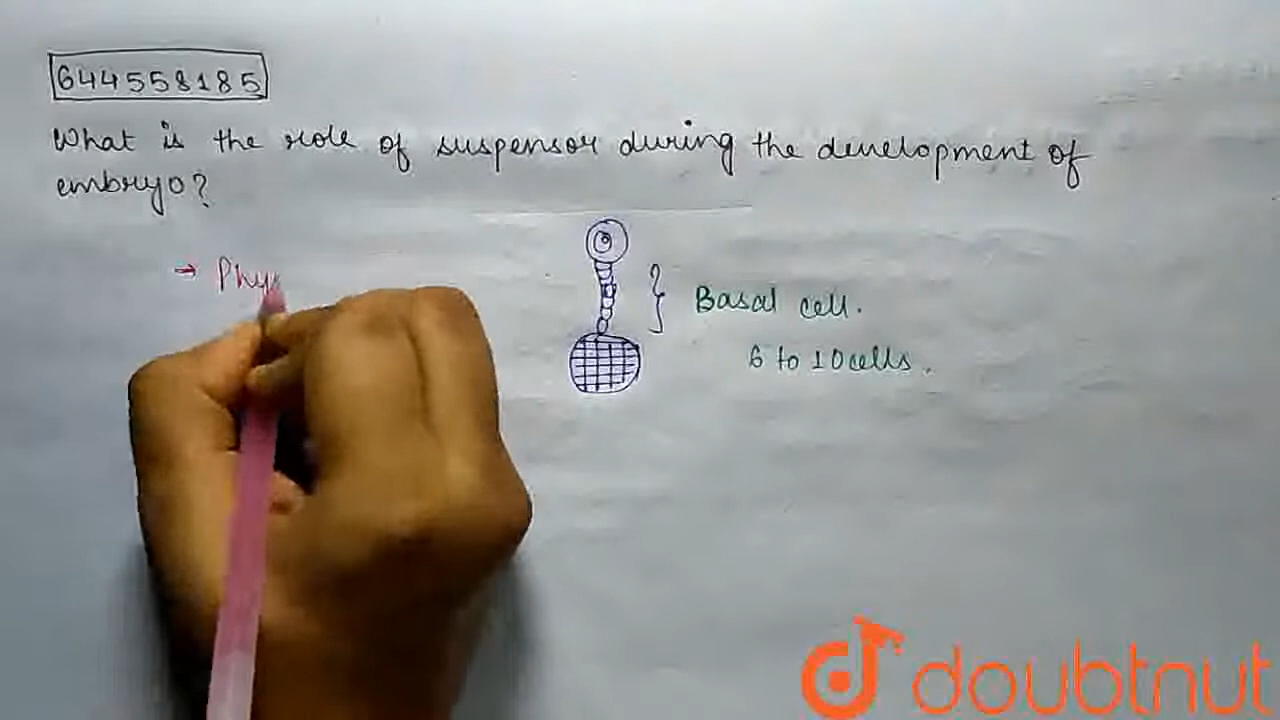 644558185
What is the role of suspensor during the development of
embryo?
→ Phy
Basal cell.
6 to 10 cells.
doubtnut